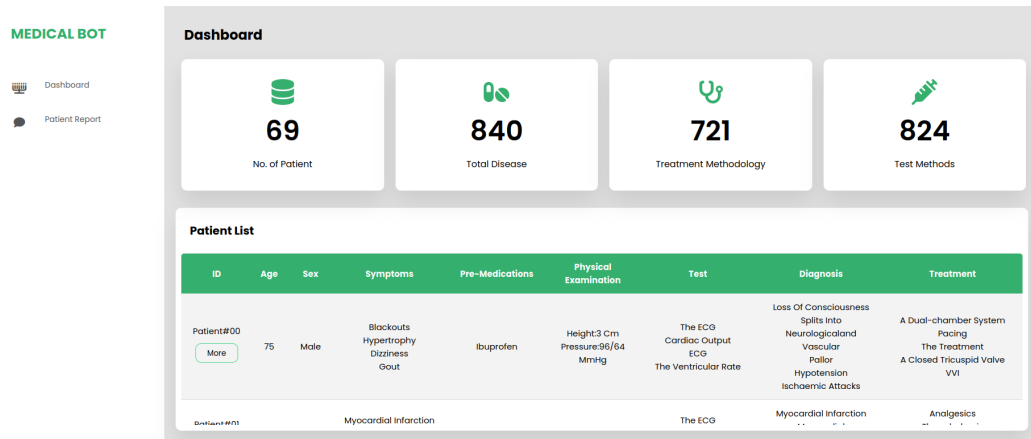 MEDICAL BOT
Dashboard
Patient Report
Dashboard
69
No. of Patient
840
Total Disease
721
Treatment Methodology
824
Test Methods
Patient List
ID Age Sex Symptoms Pre-Medications Physical Examination Test Diagnosis Treatment
Patient#00
More
75
Male
Blackouts
Hypertrophy
Dizziness
Gout
Ibuprofen
Height:3 Cm
Pressure:96/64
MmHg
The ECG
Cardiac Output
ECG
The Ventricular Rate
Loss Of Consciousness
Splits Into
Neurologicaland
Vascular
Pallor
Hypotension
Ischaemic Attacks
A Dual-chamber System
Pacing
The Treatment
A Closed Tricuspid Valve
VVI
Patient#01
Myocardial Infarction
The ECG
Myocardial Infarction
Analgesics